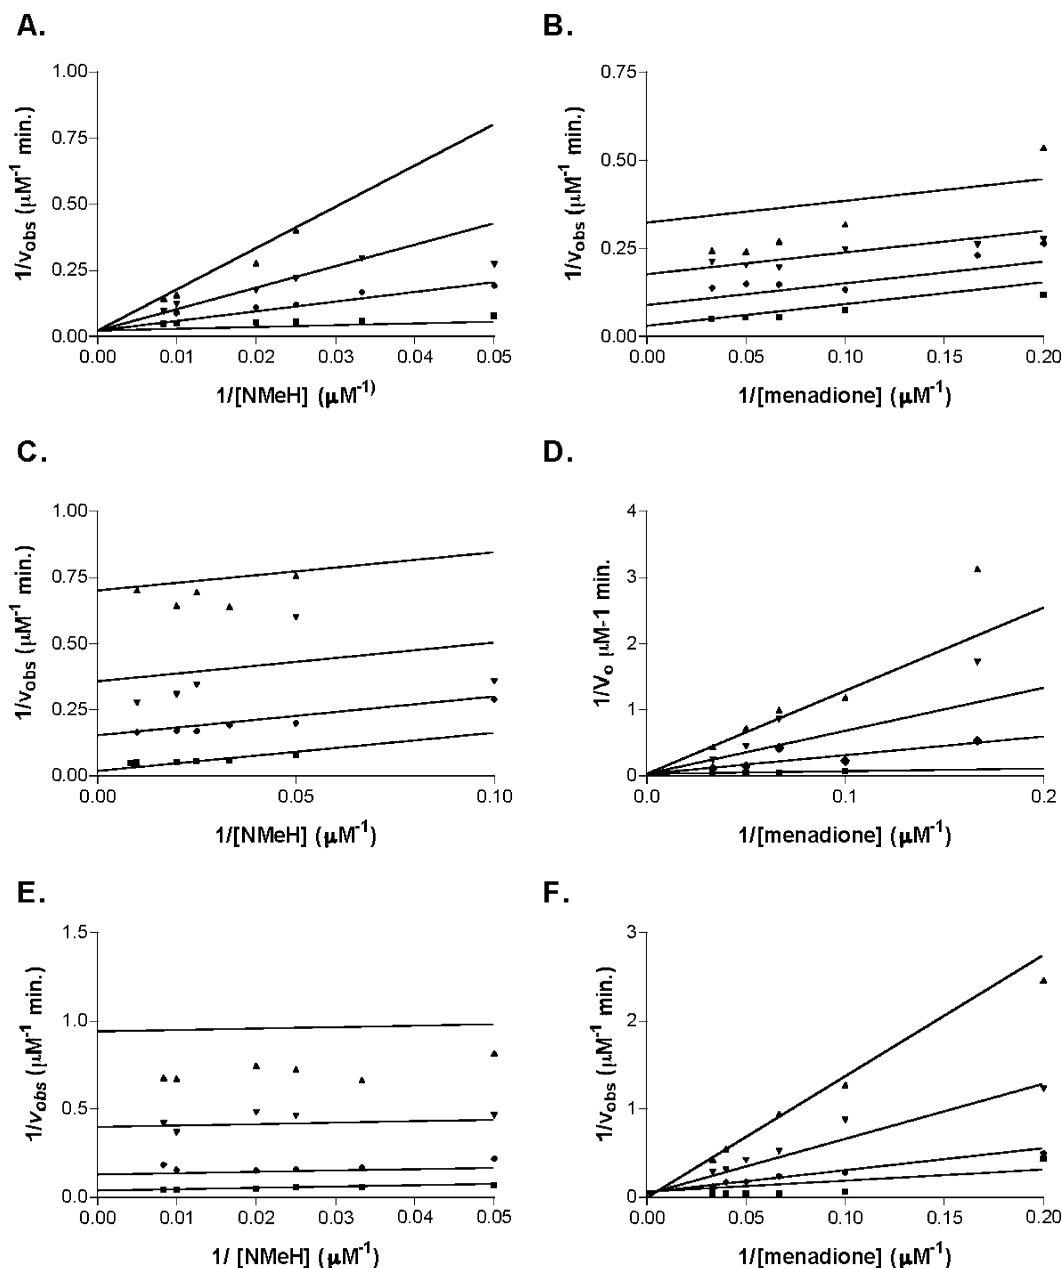 A.
1.00
0.75
0.50
0.25
0.00
0.00 0.01 0.02 0.03 0.04 0.05
1/v_obs (μM⁻¹ min.)
1/[NMeH] (μM⁻¹)
B.
0.75
0.50
0.25
0.00
0.00 0.05 0.10 0.15 0.20
1/v_obs (μM⁻¹ min.)
1/[menadione] (μM⁻¹)
C.
1.00
0.75
0.50
0.25
0.00
0.00 0.05 0.10
1/v_obs (μM⁻¹ min.)
1/[NMeH] (μM⁻¹)
D.
4
3
2
1
0
0.0 0.1 0.2
1/V_o μM-1 min.
1/[menadione] (μM⁻¹)
E.
1.5
1.0
0.5
0.0
0.00 0.01 0.02 0.03 0.04 0.05
1/v_obs (μM⁻¹ min.)
1/ [NMeH] (μM⁻¹)
F.
3
2
1
0
0.00 0.05 0.10 0.15 0.20
1/v_obs (μM⁻¹ min.)
1/[menadione] (μM⁻¹)